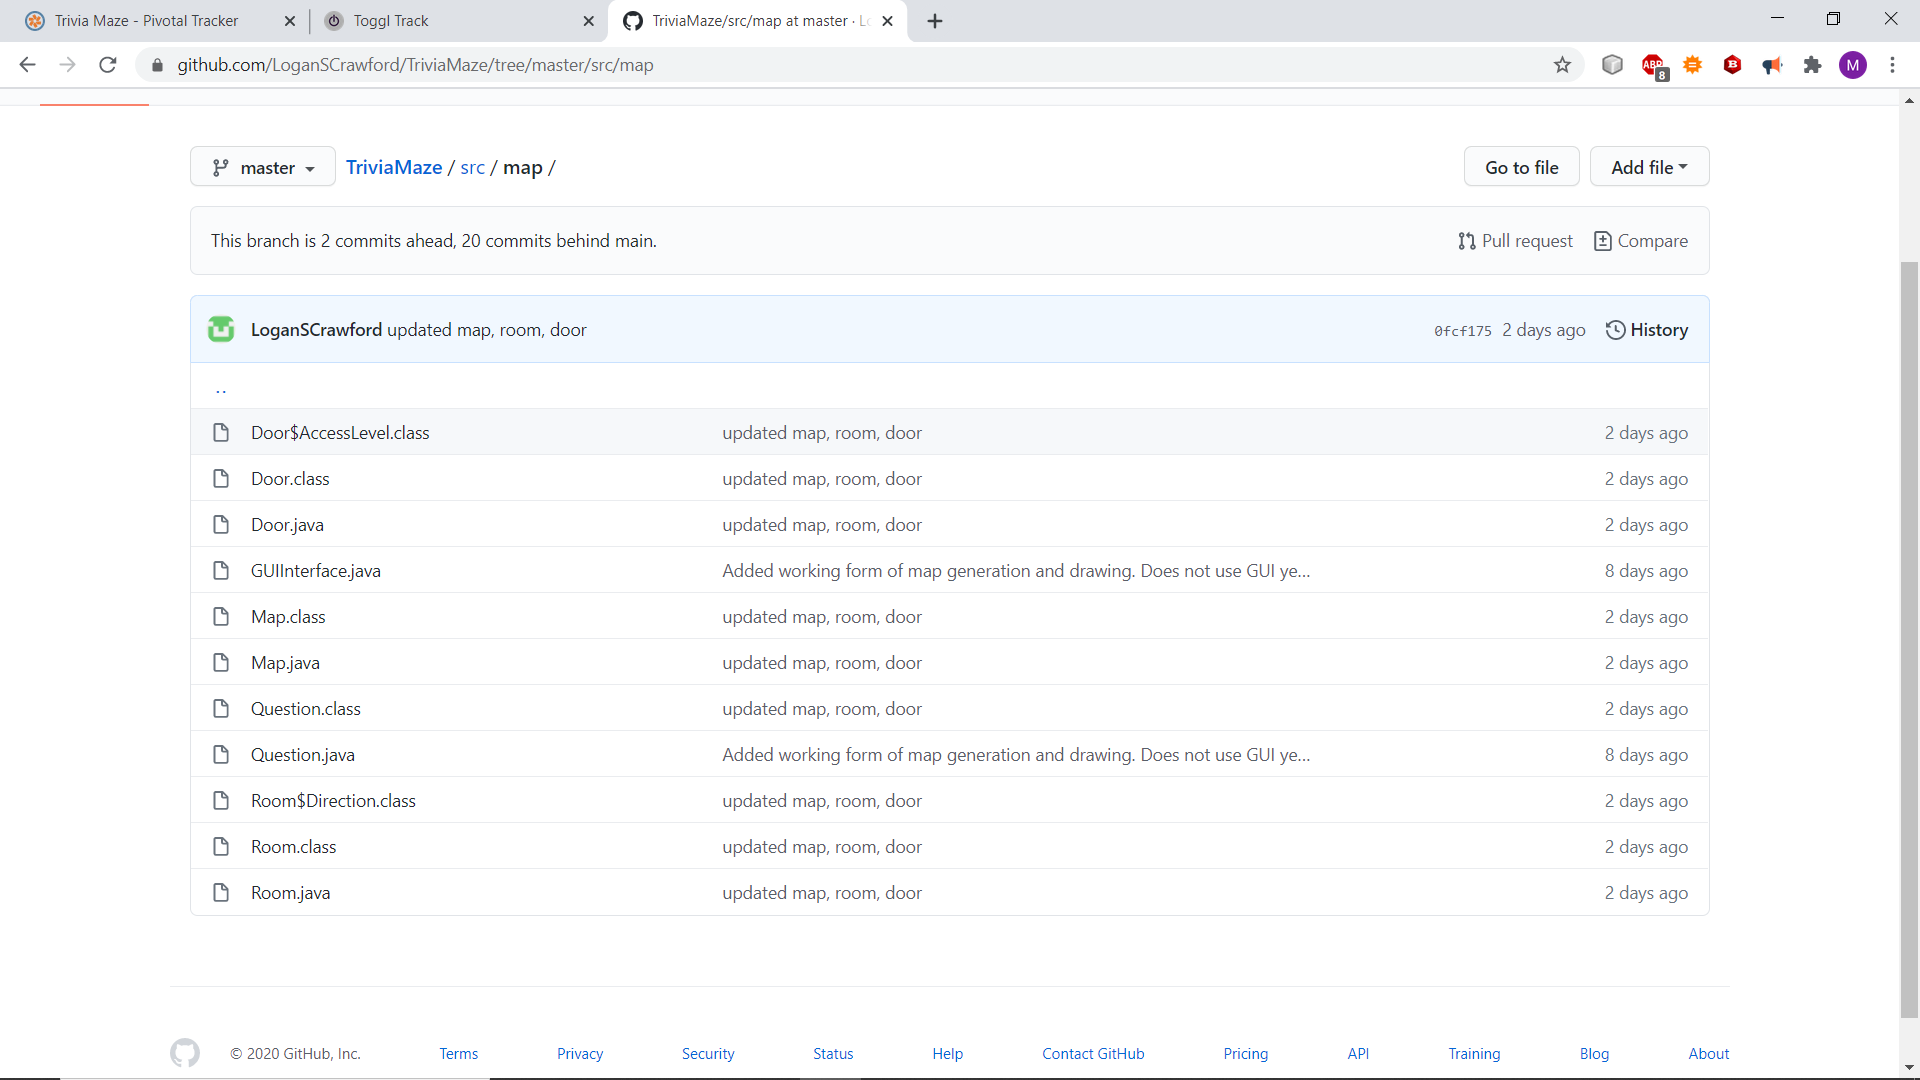 Trivia Maze - Pivotal Tracker
Toggl Track
TriviaMaze/src/map at master · Lo
github.com/LoganSCrawford/TriviaMaze/tree/master/src/map
ABP
8
B
M
master
TriviaMaze / src / map /
Go to file
Add file
This branch is 2 commits ahead, 20 commits behind main.
Pull request
Compare
LoganSCrawford updated map, room, door
0fcf175 2 days ago
History
..
Door$AccessLevel.class updated map, room, door 2 days ago
Door.class updated map, room, door 2 days ago
Door.java updated map, room, door 2 days ago
GUIInterface.java Added working form of map generation and drawing. Does not use GUI ye... 8 days ago
Map.class updated map, room, door 2 days ago
Map.java updated map, room, door 2 days ago
Question.class updated map, room, door 2 days ago
Question.java Added working form of map generation and drawing. Does not use GUI ye... 8 days ago
Room$Direction.class updated map, room, door 2 days ago
Room.class updated map, room, door 2 days ago
Room.java updated map, room, door 2 days ago
© 2020 GitHub, Inc. Terms Privacy Security Status Help Contact GitHub Pricing API Training Blog About